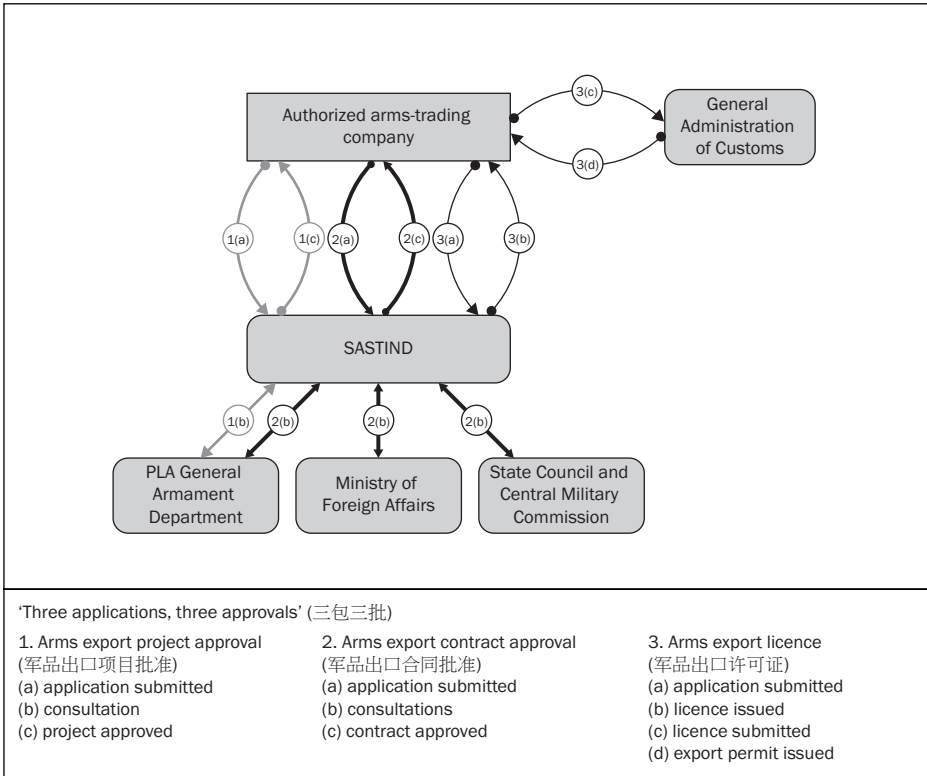 Authorized arms-trading
company
3(c)
General
Administration
of Customs
3(d)
1(a)
1(c)
2(a)
2(c)
3(a)
3(b)
SASTIND
1(b)
2(b)
2(b)
2(b)
PLA General
Armament
Department
Ministry of
Foreign Affairs
State Council and
Central Military
Commission
‘Three applications, three approvals’ (三包三批)
1. Arms export project approval
(军品出口项目批准)
(a) application submitted
(b) consultation
(c) project approved
2. Arms export contract approval
(军品出口合同批准)
(a) application submitted
(b) consultations
(c) contract approved
3. Arms export licence
(军品出口许可证)
(a) application submitted
(b) licence issued
(c) licence submitted
(d) export permit issued